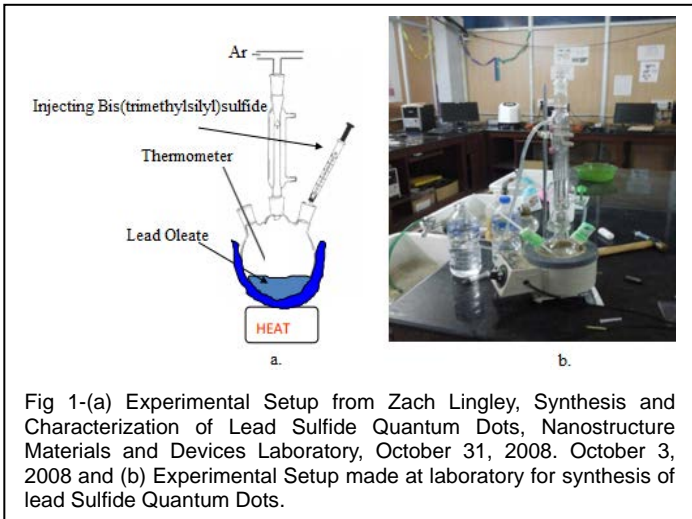 Ar
Injecting Bis(trimethylsilyl)sulfide
Thermometer
Lead Oleate
HEAT
a.
b.
Fig 1-(a) Experimental Setup from Zach Lingley, Synthesis and
Characterization of Lead Sulfide Quantum Dots, Nanostructure
Materials and Devices Laboratory, October 31, 2008. October 3,
2008 and (b) Experimental Setup made at laboratory for synthesis of
lead Sulfide Quantum Dots.